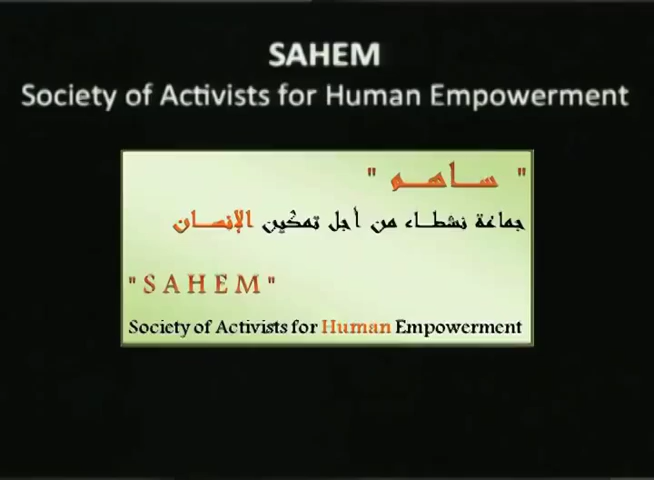 SAHEM
Society of Activists for Human Empowerment
" ساهم "
جماعة نشطاء من أجل تمكين الإنسان
"SAHEM"
Society of Activists for Human Empowerment